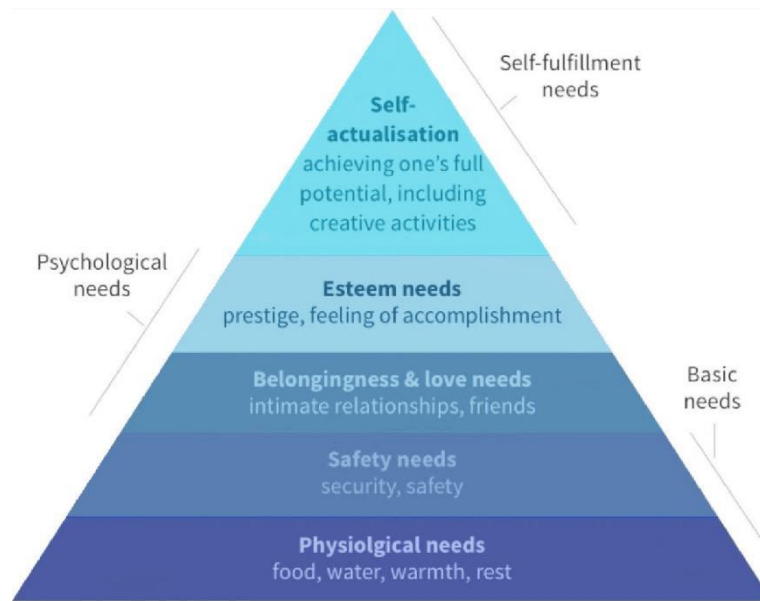 Self-fulfillment
needs
Self-
actualisation
achieving one's full
potential, including
creative activities
Psychological
needs
Esteem needs
prestige, feeling of accomplishment
Belongingness & love needs
intimate relationships, friends
Basic
needs
Safety needs
security, safety
Physiolgical needs
food, water, warmth, rest